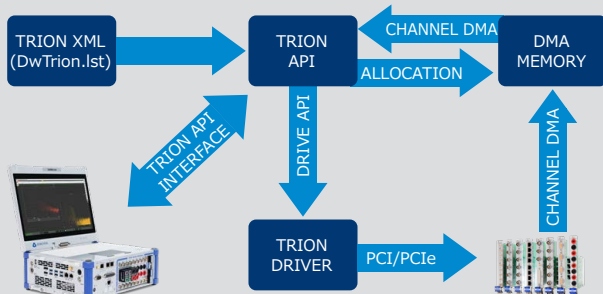 TRION XML
(DwTrion.lst)
TRION
API
CHANNEL DMA
DMA
MEMORY
ALLOCATION
TRION API
INTERFACE
DRIVE API
CHANNEL DMA
TRION
DRIVER
PCI/PCIe